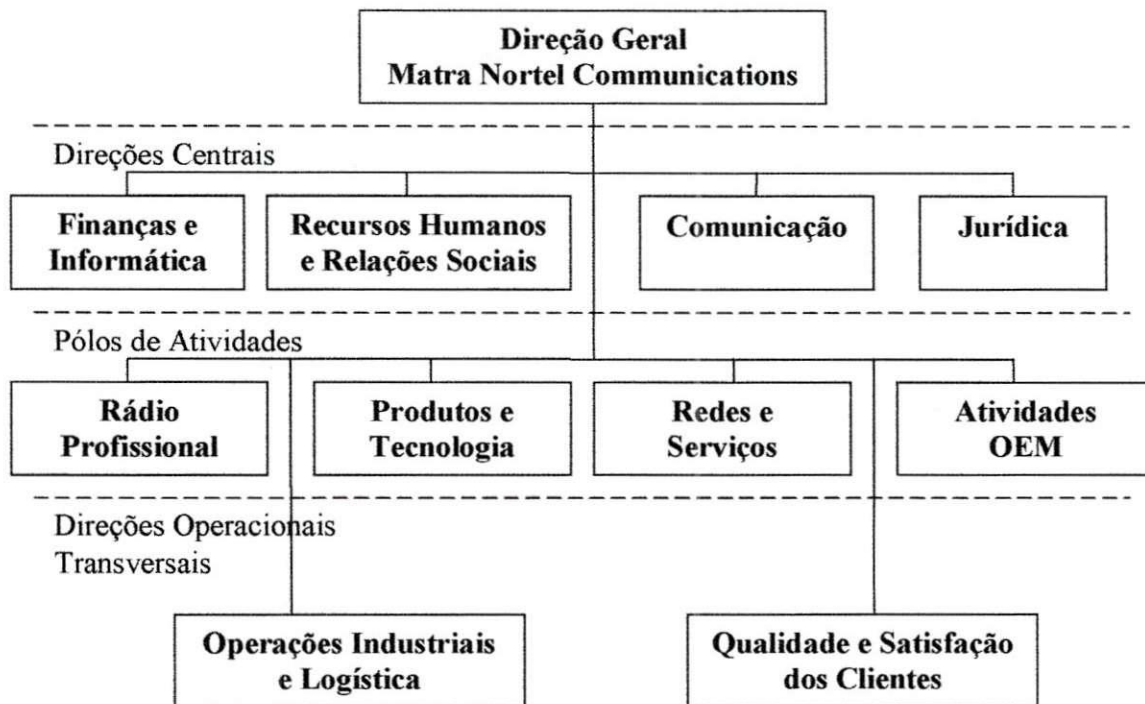 Direção Geral
Matra Nortel Communications
Direções Centrais
Finanças e
Informática
Recursos Humanos
e Relações Sociais
Comunicação
Jurídica
Pólos de Atividades
Rádio
Profissional
Produtos e
Tecnologia
Redes e
Serviços
Atividades
OEM
Direções Operacionais
Transversais
Operações Industriais
e Logística
Qualidade e Satisfação
dos Clientes